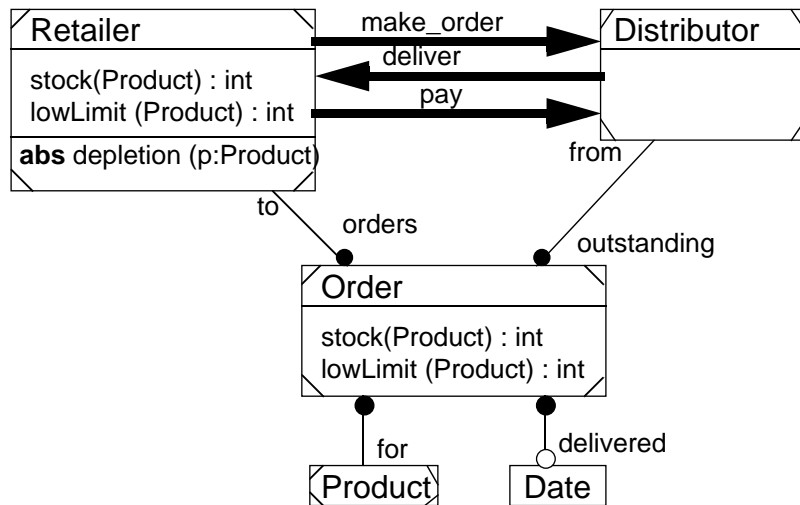 Retailer
make_order
Distributor
deliver
stock(Product) : int
lowLimit (Product) : int
pay
abs depletion (p:Product)
from
to
orders
outstanding
Order
stock(Product) : int
lowLimit (Product) : int
for
delivered
Product
Date